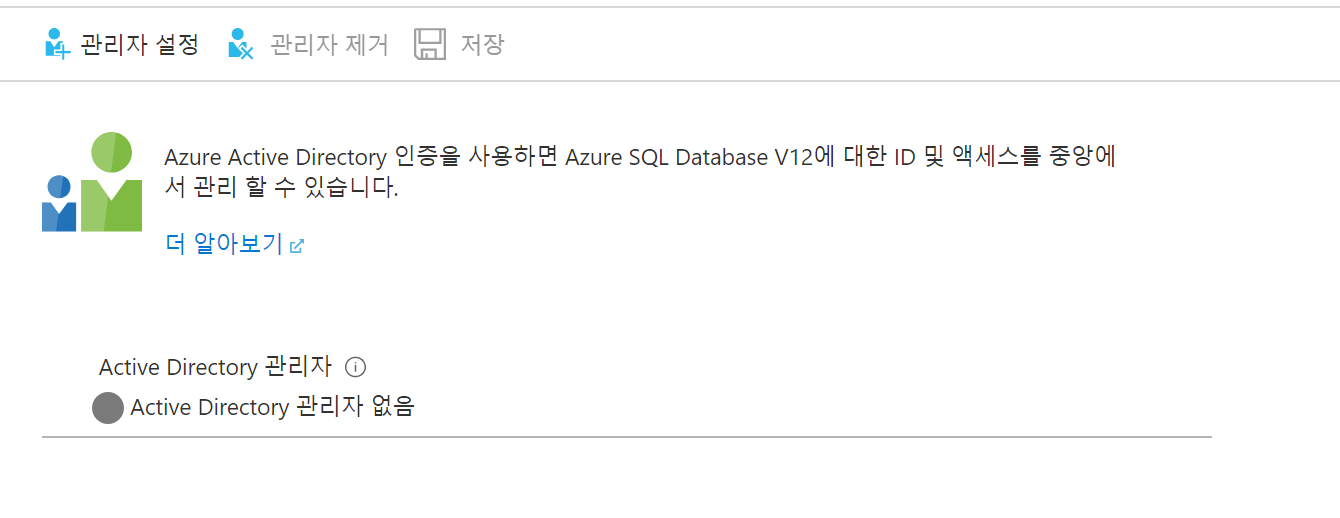 관리자 설정 관리자 제거 저장
Azure Active Directory 인증을 사용하면 Azure SQL Database V12에 대한 ID 및 액세스를 중앙에
서 관리 할 수 있습니다.
더 알아보기
Active Directory 관리자
Active Directory 관리자 없음